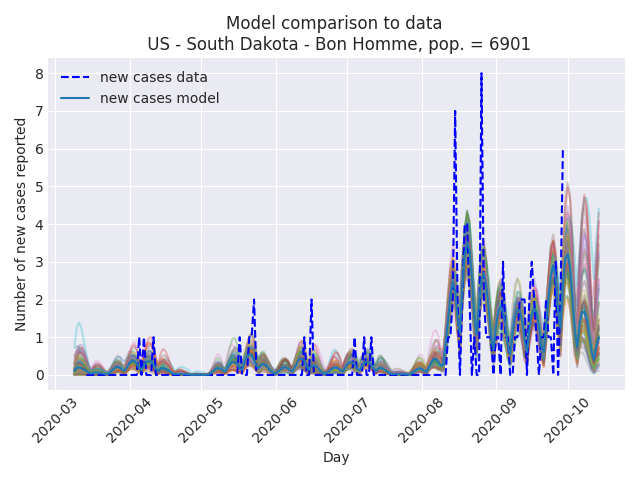 Model comparison to data
US - South Dakota - Bon Homme, pop. = 6901
new cases data
new cases model
Number of new cases reported
8
7
6
5
4
3
2
1
0
2020-03
2020-04
2020-05
2020-06
2020-07
2020-08
2020-09
2020-10
Day